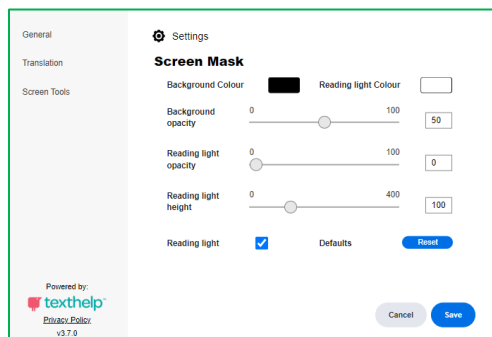 General
Translation
Screen Tools
Powered by:
texthelp™
Privacy Policy
v3.7.0
Settings
Screen Mask
Background Colour Reading light Colour
Background opacity 0 100 50
Reading light opacity 0 100 0
Reading light height 0 400 100
Reading light Defaults Reset
Cancel Save